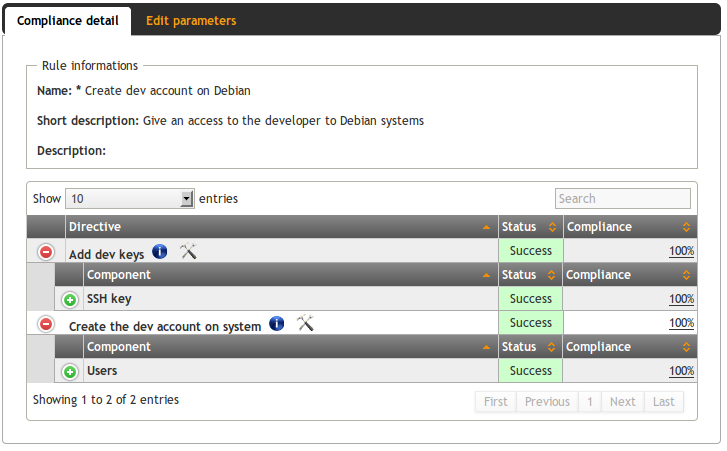 Compliance detail Edit parameters
Rule informations
Name: * Create dev account on Debian
Short description: Give an access to the developer to Debian systems
Description:
Show 10 entries Search
Directive Status Compliance
Add dev keys Success 100%
Component Status Compliance
SSH key Success 100%
Create the dev account on system Success 100%
Component Status Compliance
Users Success 100%
Showing 1 to 2 of 2 entries First Previous 1 Next Last